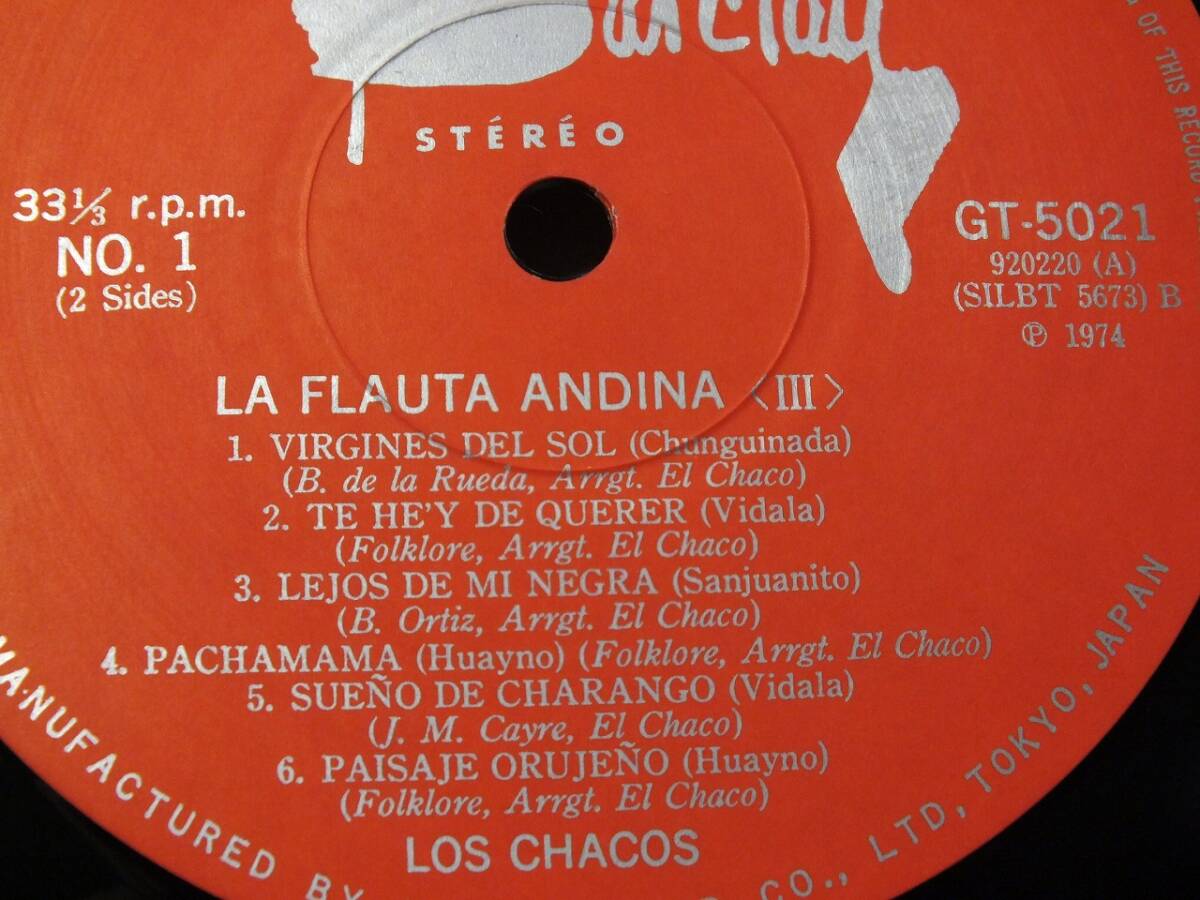 STÉRÉO
33⅓ r.p.m.
NO. 1
(2 Sides)
GT-5021
920220 (A)
(SILBT 5673) B
Ⓟ 1974
LA FLAUTA ANDINA <III>
1. VIRGINES DEL SOL (Chunguinada)
(B. de la Rueda, Arrgt. El Chaco)
2. TE HE'Y DE QUERER (Vidala)
(Folklore, Arrgt. El Chaco)
3. LEJOS DE MI NEGRA (Sanjuanito)
(B. Ortiz, Arrgt. El Chaco)
4. PACHAMAMA (Huayno) (Folklore, Arrgt. El Chaco)
5. SUEÑO DE CHARANGO (Vidala)
(J. M. Cayre, El Chaco)
6. PAISAJE ORUJEÑO (Huayno)
(Folklore, Arrgt. El Chaco)
LOS CHACOS
MANUFACTURED BY CO., LTD, TOKYO, JAPAN
OF THIS RECORD